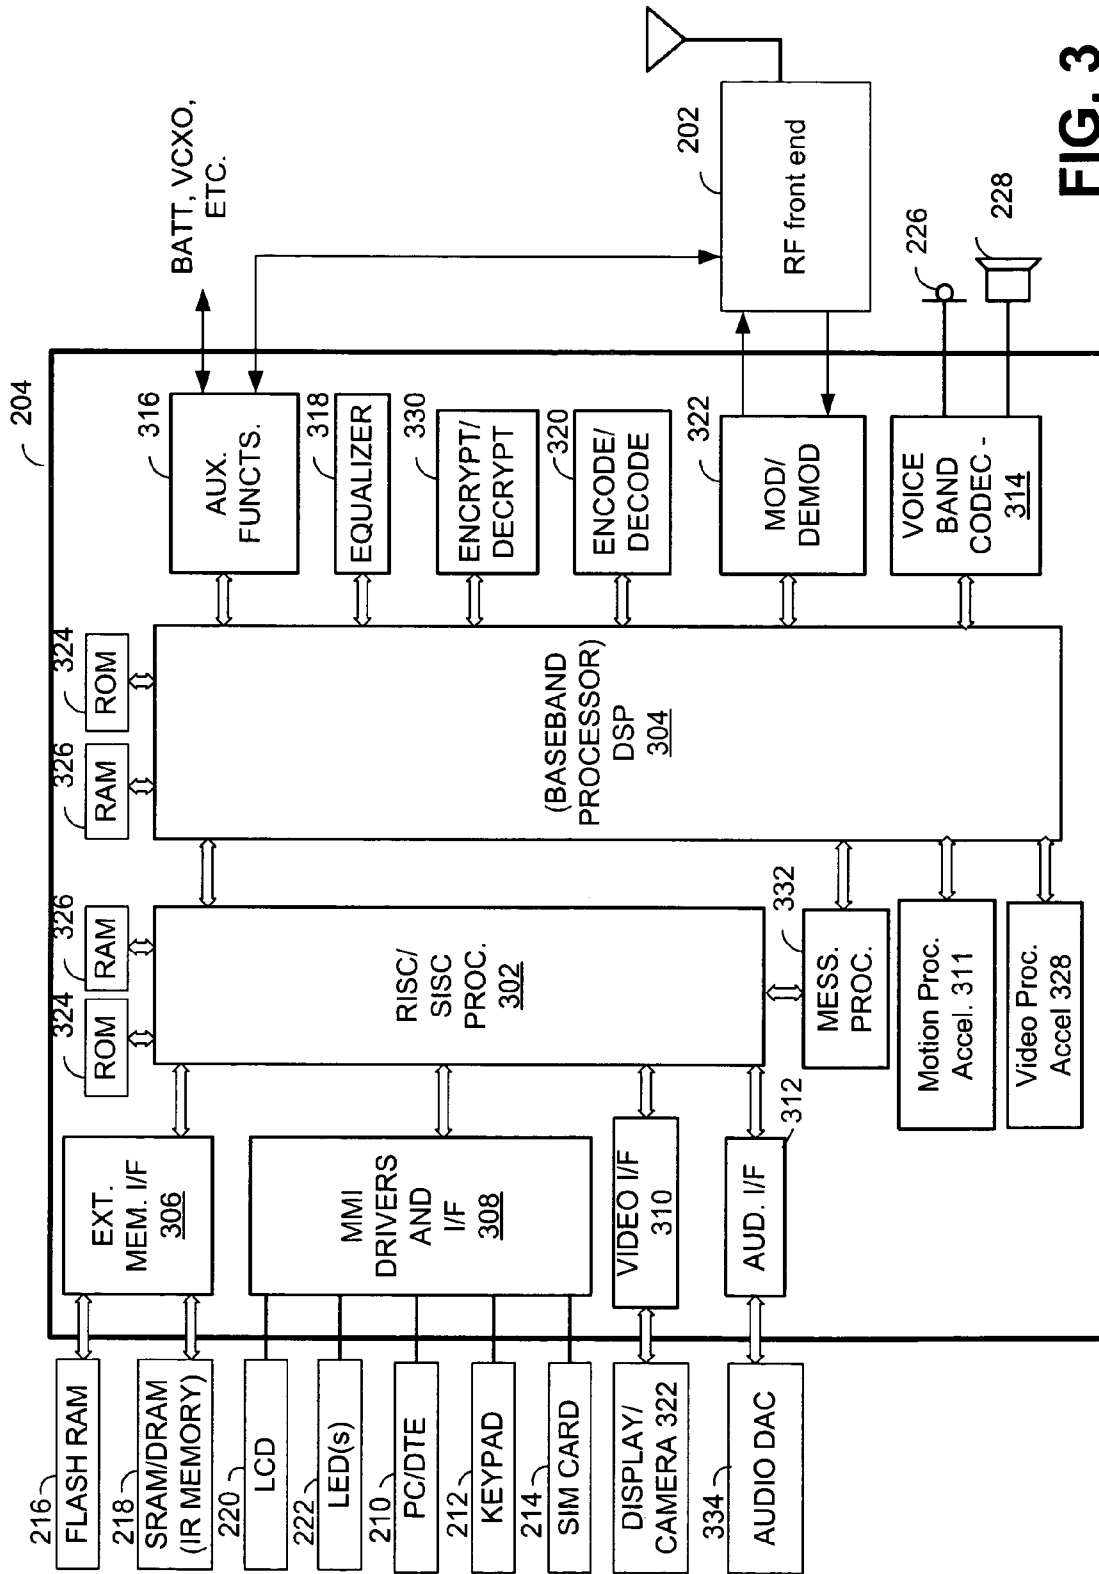 204
216
FLASH RAM
218
SRAM/DRAM
(IR MEMORY)
220
LCD
222
LED(s)
210
PC/DTE
212
KEYPAD
214
SIM CARD
DISPLAY/
CAMERA 322
334
AUDIO DAC
EXT.
MEM. I/F
306
MMI
DRIVERS
AND
I/F
308
VIDEO I/F
310
AUD. I/F
312
324
ROM
326
RAM
RISC/
SISC
PROC.
302
332
MESS.
PROC.
Motion Proc.
Accel. 311
Video Proc.
Accel 328
326
RAM
324
ROM
(BASEBAND
PROCESSOR)
DSP
304
316
AUX.
FUNCTS.
318
EQUALIZER
330
ENCRYPT/
DECRYPT
320
ENCODE/
DECODE
322
MOD/
DEMOD
VOICE
BAND
CODEC -
314
BATT, VCXO,
ETC.
202
RF front end
226
228
FIG. 3